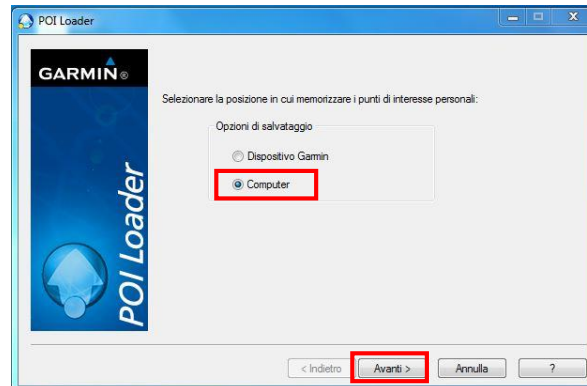 POI Loader
GARMIN®
Selezionare la posizione in cui memorizzare i punti di interesse personali:
Opzioni di salvataggio
Dispositivo Garmin
Computer
POI Loader
< Indietro
Avanti >
Annulla
?